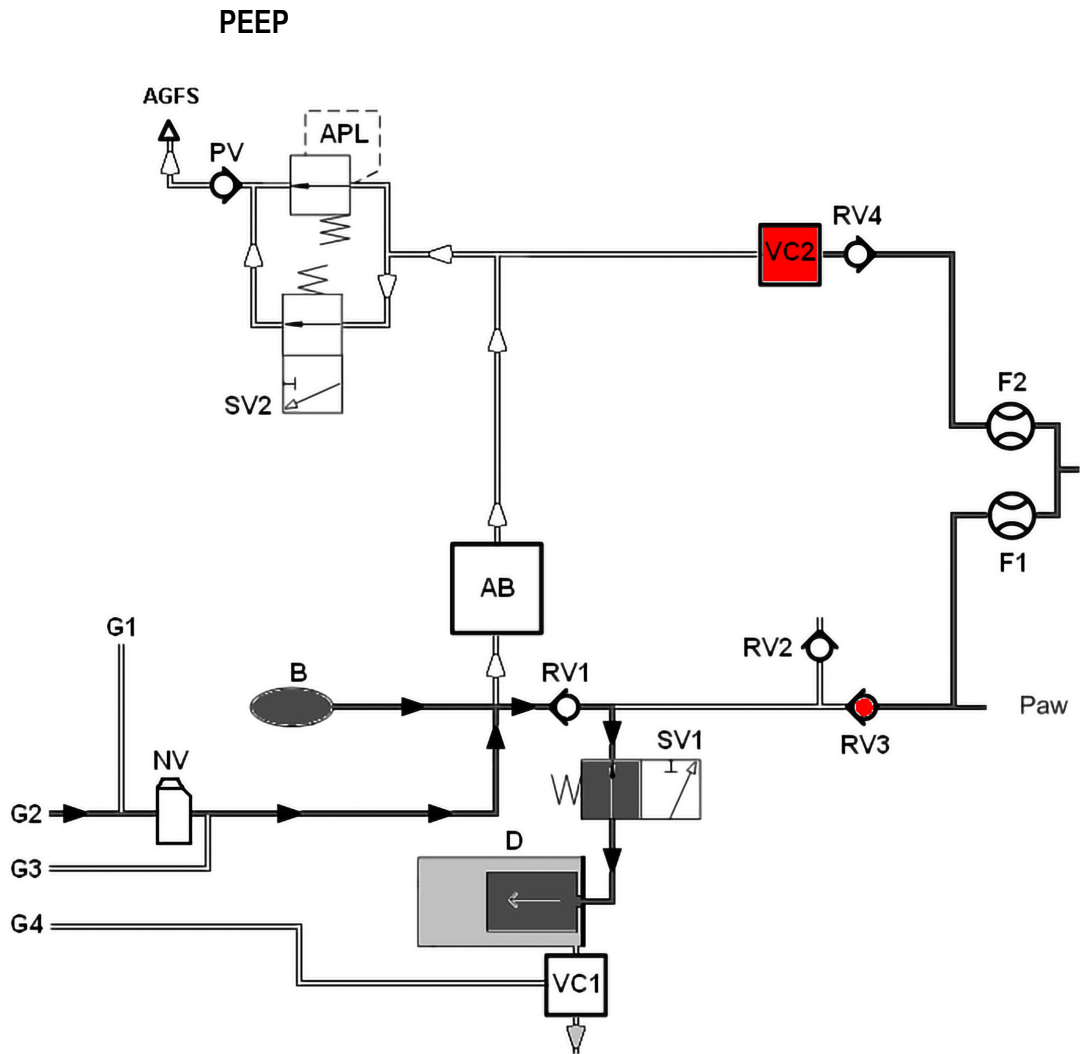 PEEP
AGFS
APL
PV
RV4
VC2
F2
SV2
F1
AB
G1
RV2
B
RV1
Paw
SV1
RV3
NV
G2
D
G3
G4
VC1